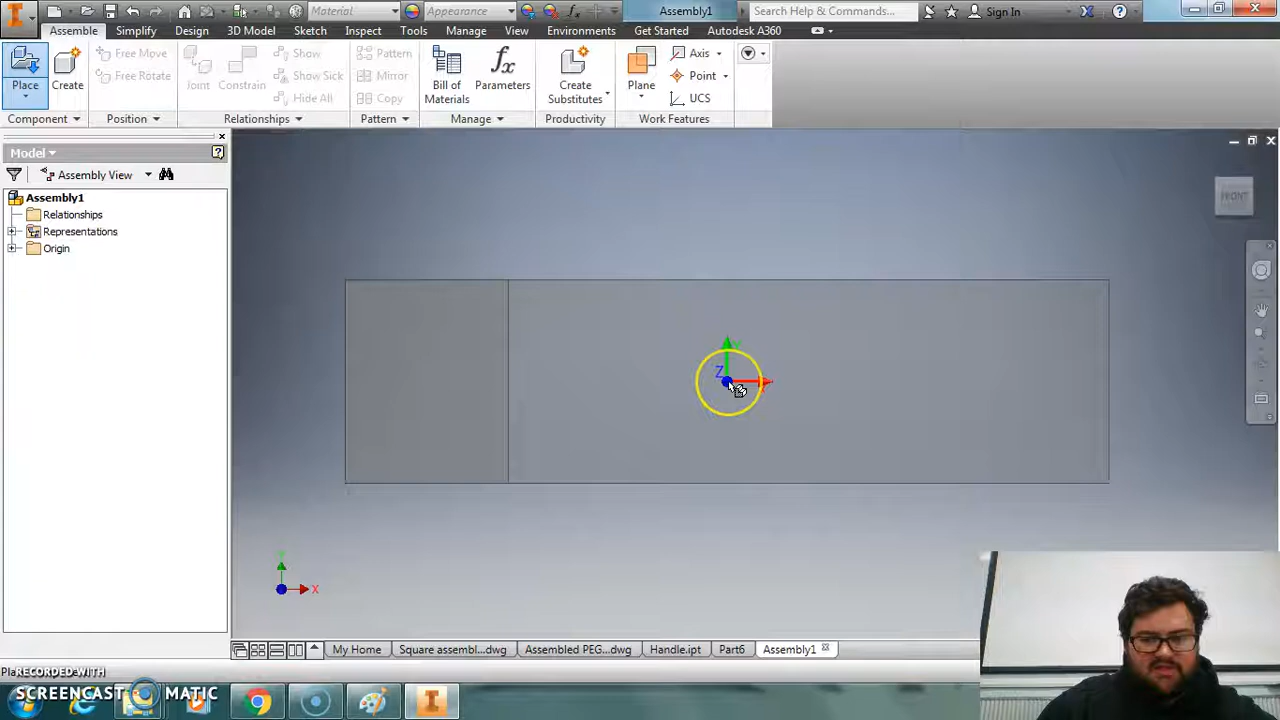 Material
Appearance
fx
Assembly1
Search Help & Commands...
Sign In
Assemble Simplify Design 3D Model Sketch Inspect Tools Manage View Environments Get Started Autodesk A360
Place
Create
Free Move
Free Rotate
Joint
Constrain
Show
Show Sick
Hide All
Pattern
Mirror
Copy
Bill of Materials
fx
Parameters
Create Substitutes
Plane
Axis
Point
UCS
Component Position Relationships Pattern Manage Productivity Work Features
Model
Assembly View
Assembly1
Relationships
Representations
Origin
FRONT
Z
Y
X
My Home Square assembl...dwg Assembled PEG...dwg Handle.ipt Part6 Assembly1
RECORDED WITH
SCREENCAST MATIC